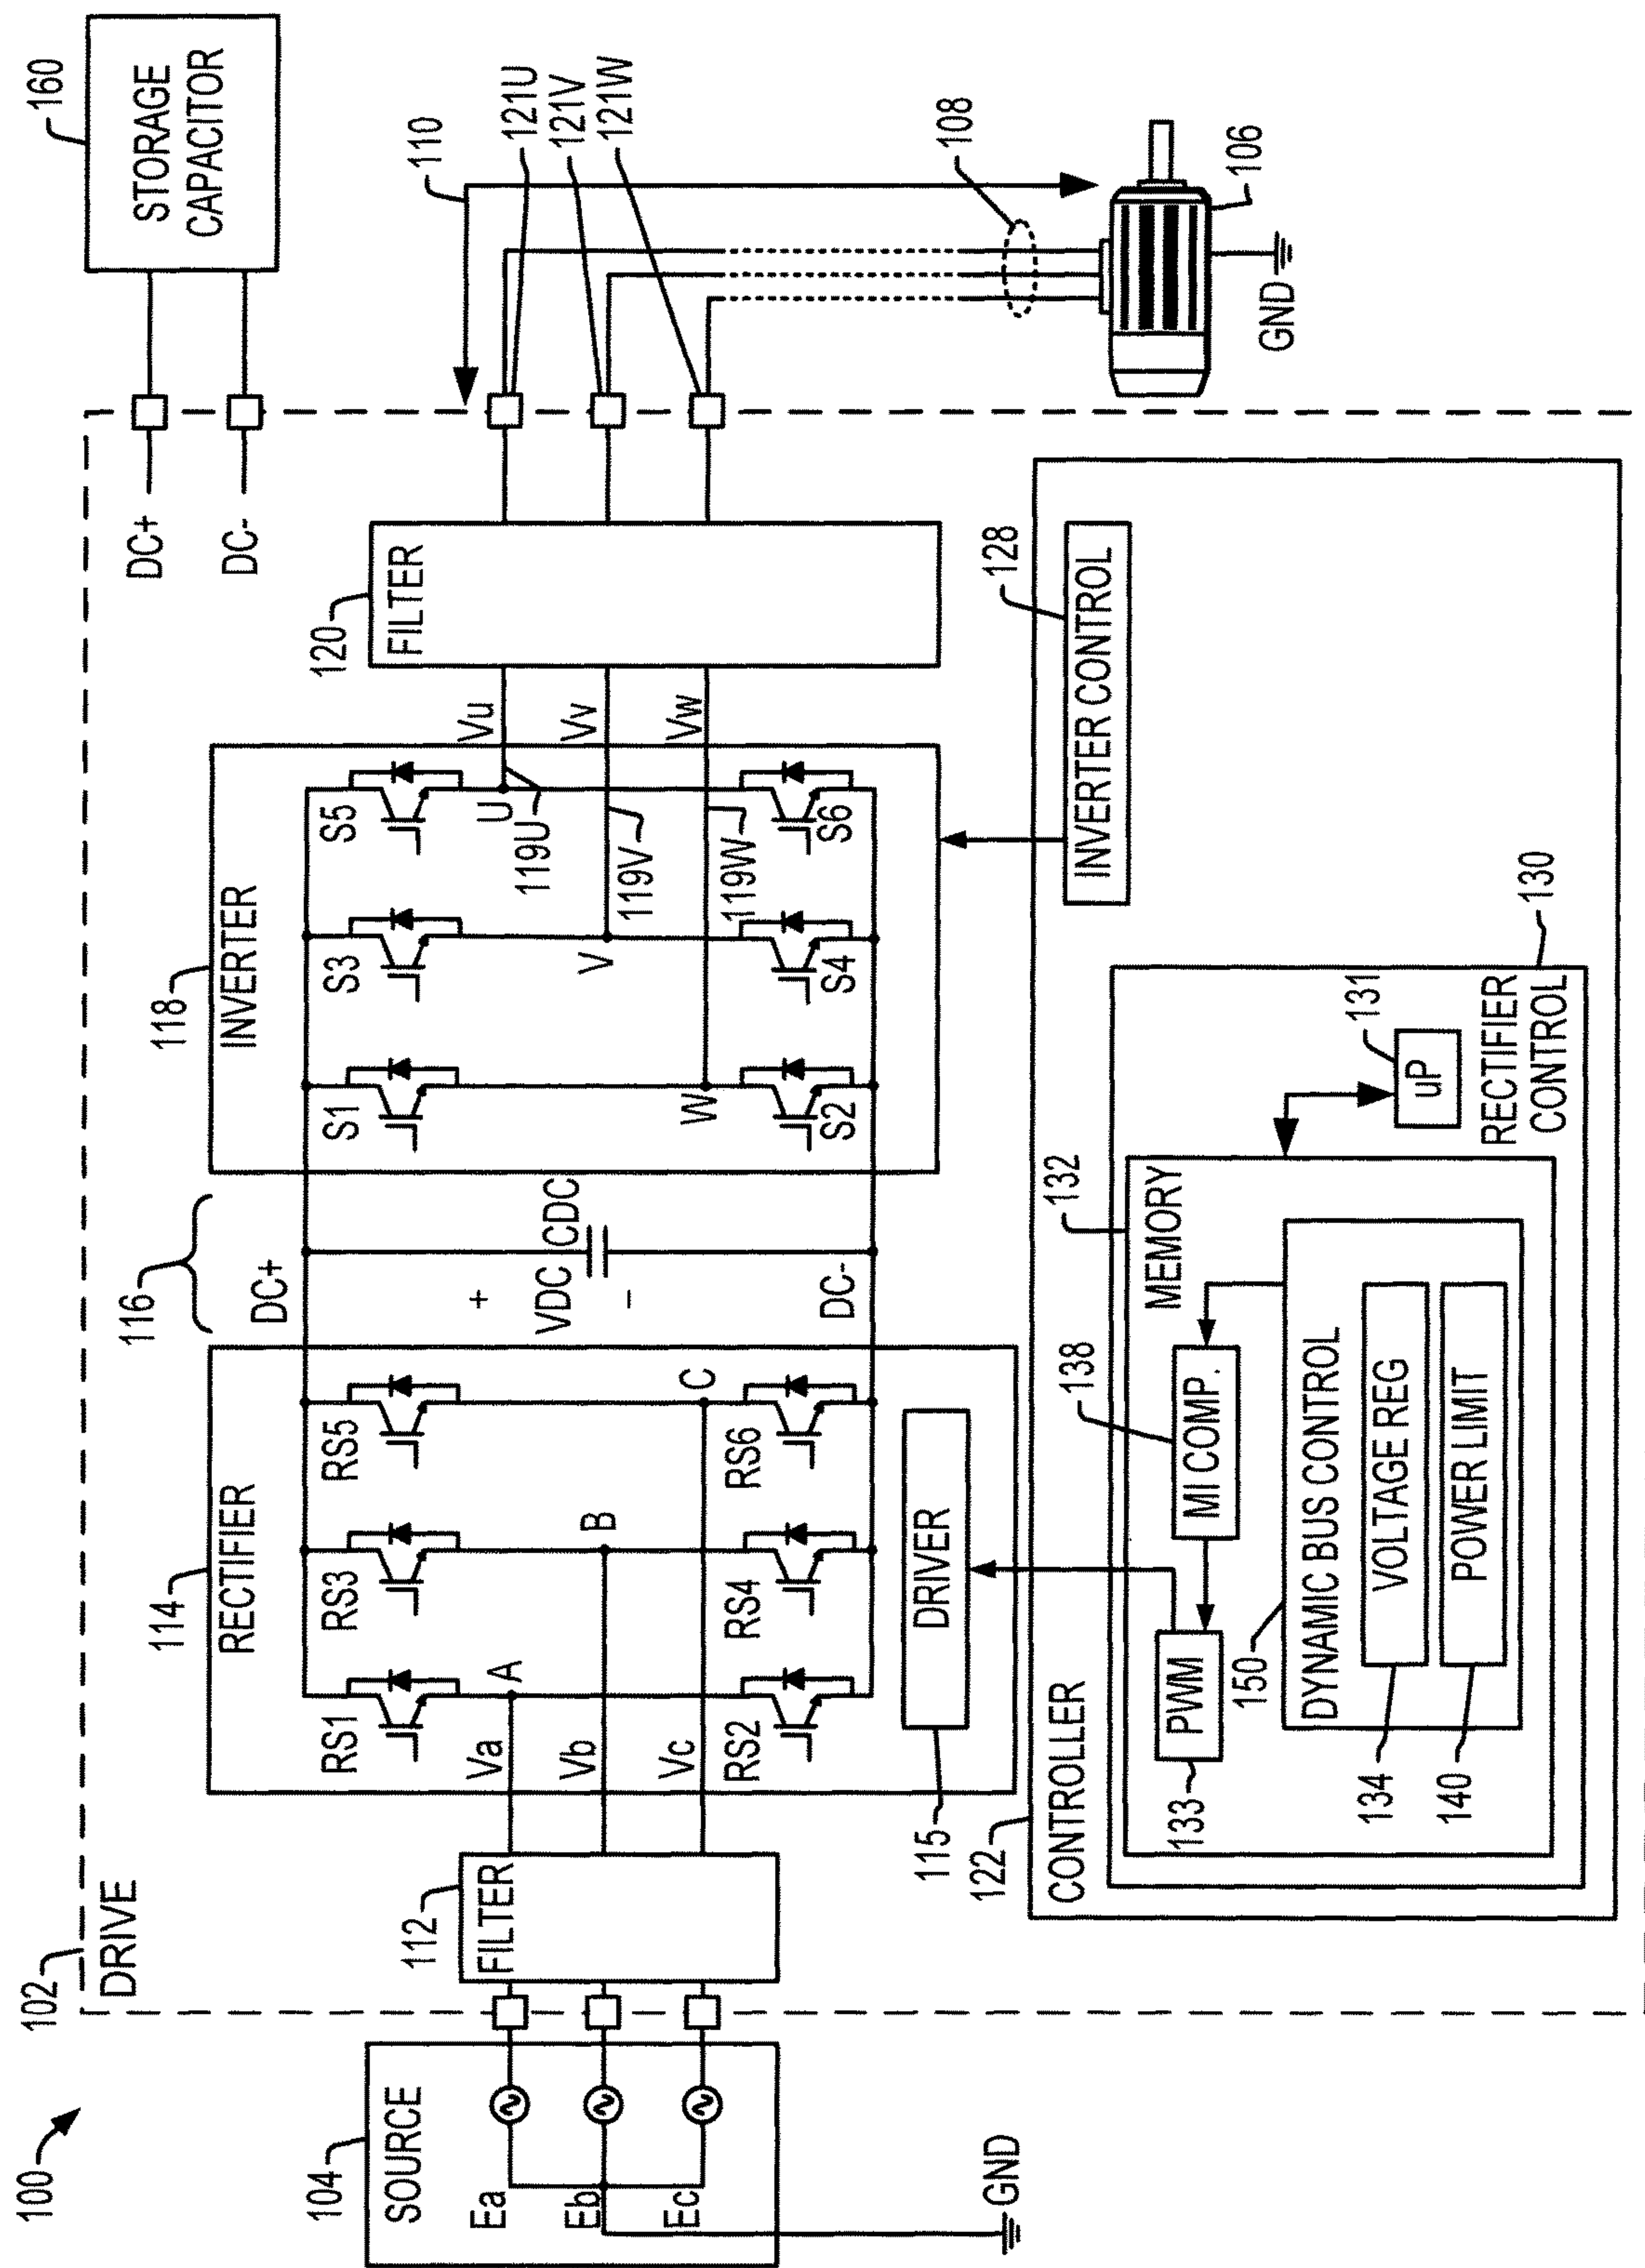 100
102
DRIVE
104
SOURCE
Ea
Eb
Ec
GND
112
FILTER
Va
Vb
Vc
114
RECTIFIER
RS1
RS3
RS5
A
B
C
RS2
RS4
RS6
DRIVER
115
116
DC+
+
VDC
CDC
–
DC-
118
INVERTER
S1
S3
S5
U
V
W
119U
119V
119W
S2
S4
S6
Vu
Vv
Vw
120
FILTER
DC+
DC-
160
STORAGE
CAPACITOR
110
121U
121V
121W
108
106
GND
122
CONTROLLER
128
INVERTER CONTROL
130
RECTIFIER
CONTROL
131
uP
132
MEMORY
133
PWM
138
MI COMP.
150
DYNAMIC BUS CONTROL
134
VOLTAGE REG
140
POWER LIMIT